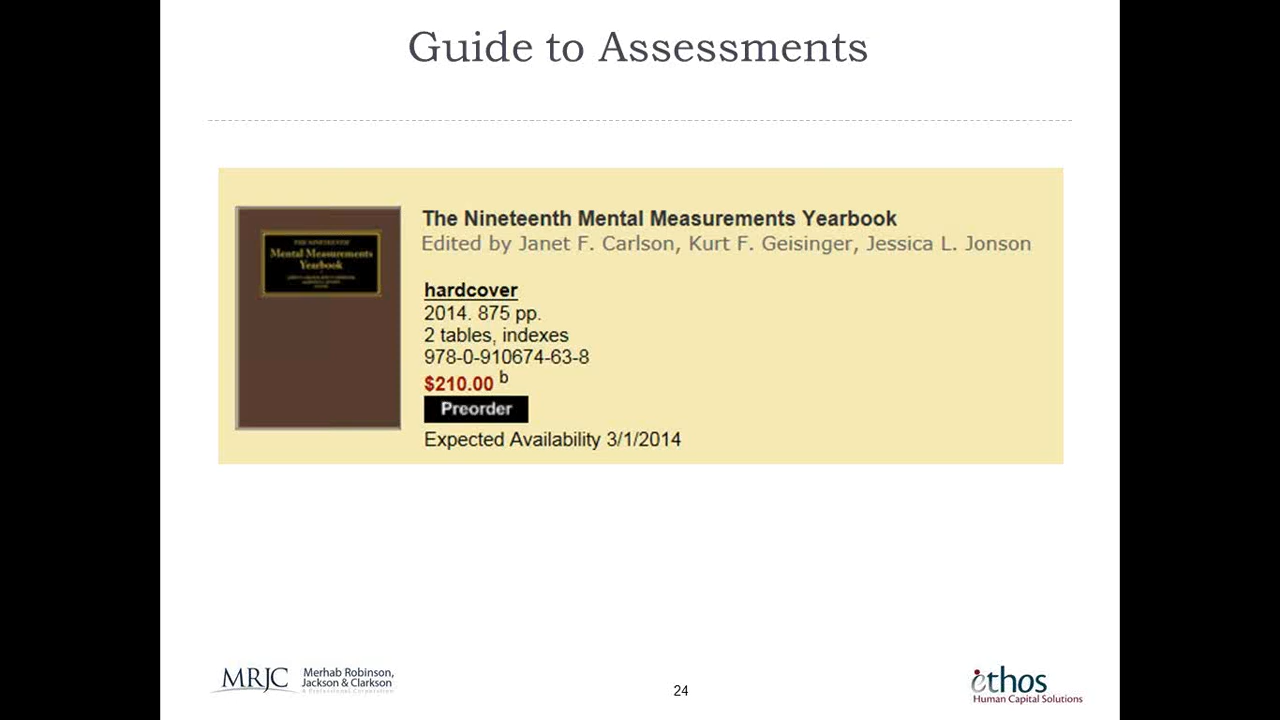 Guide to Assessments
THE NINETEENTH
Mental Measurements
Yearbook
The Nineteenth Mental Measurements Yearbook
Edited by Janet F. Carlson, Kurt F. Geisinger, Jessica L. Jonson
hardcover
2014. 875 pp.
2 tables, indexes
978-0-910674-63-8
$210.00 b
Preorder
Expected Availability 3/1/2014
MRJC
Merhab Robinson,
Jackson & Clarkson
A Professional Corporation
24
ethos
Human Capital Solutions